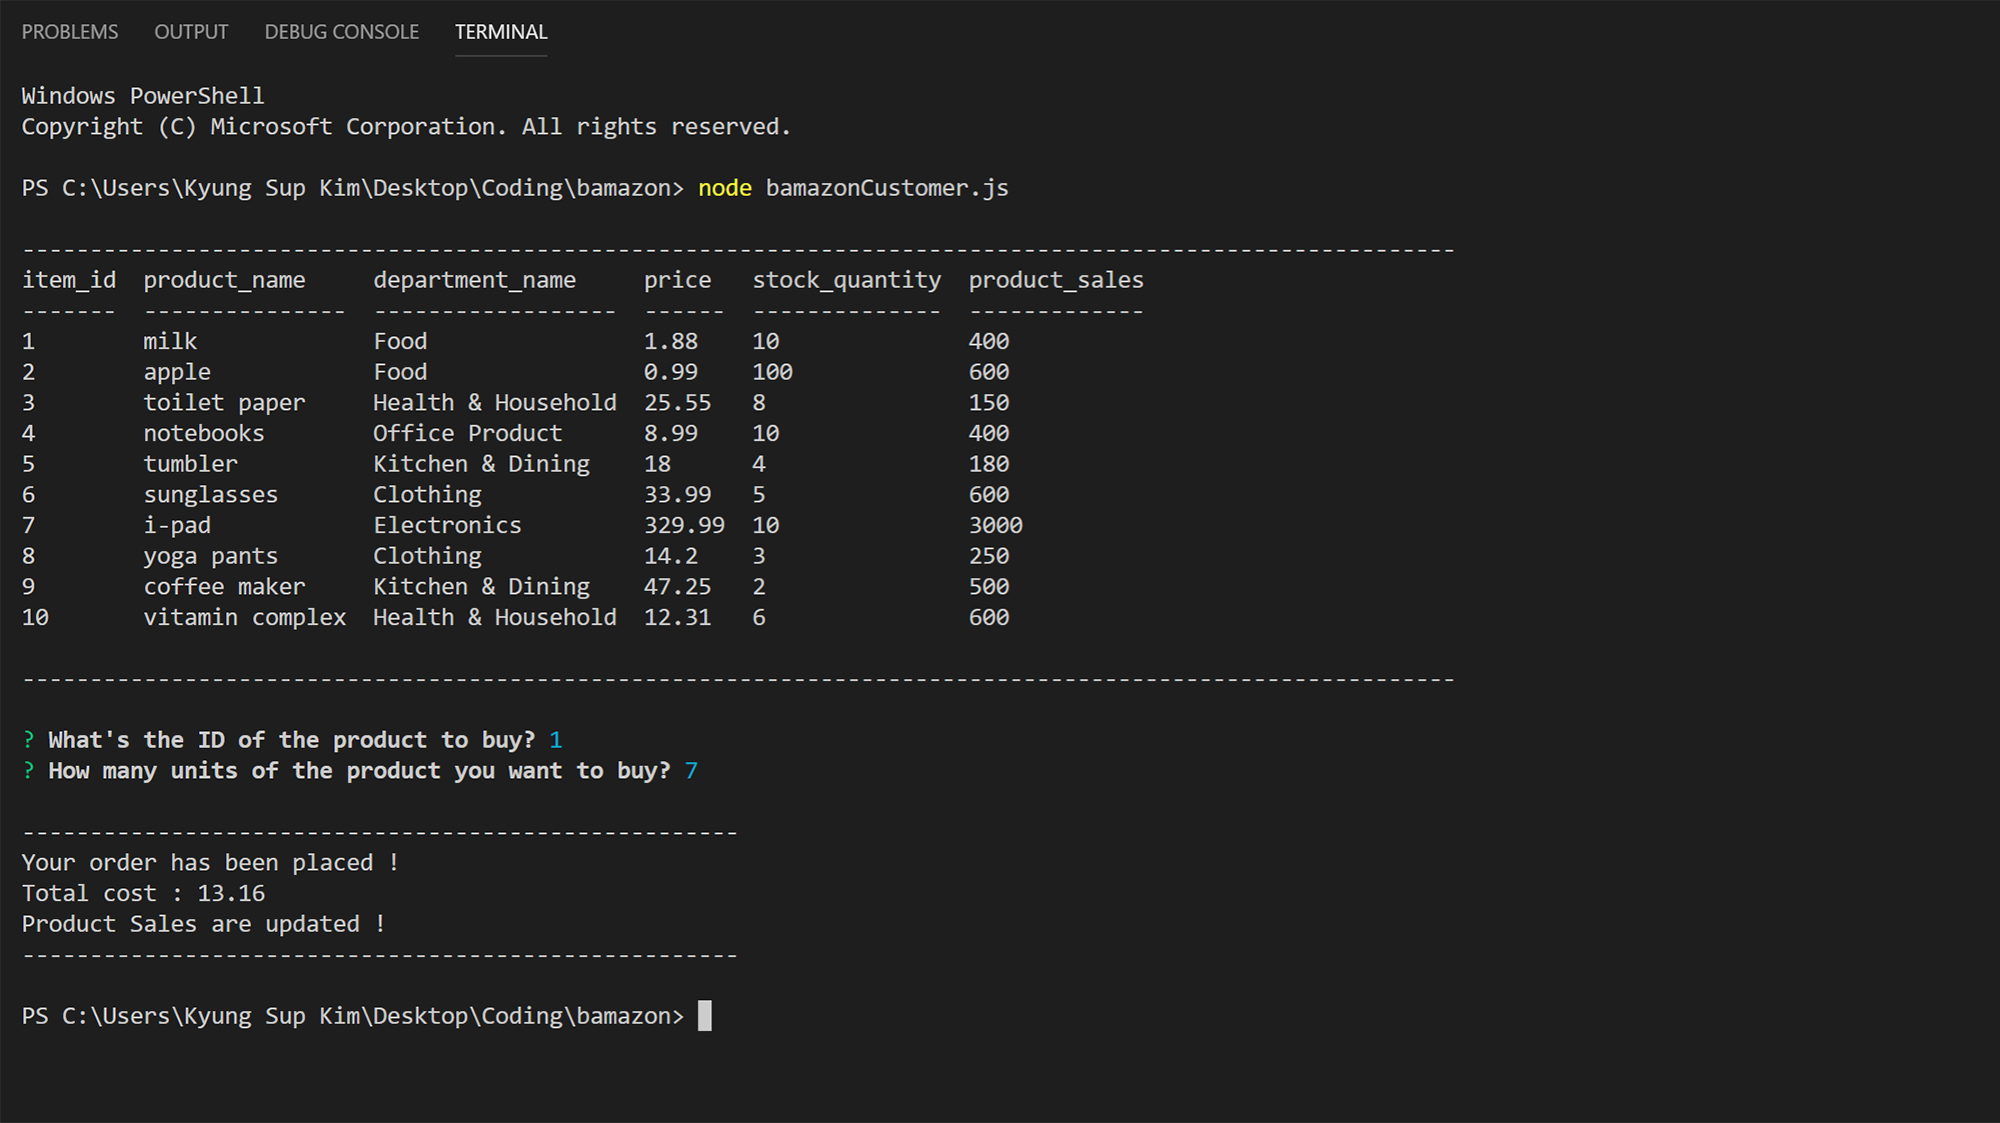 PROBLEMS OUTPUT DEBUG CONSOLE TERMINAL
Windows PowerShell
Copyright (C) Microsoft Corporation. All rights reserved.
PS C:\Users\Kyung Sup Kim\Desktop\Coding\bamazon> node bamazonCustomer.js
----------------------------------------------------------------------------------------------------------
item_id  product_name     department_name     price   stock_quantity  product_sales
-------  ---------------  ------------------  ------  --------------  -------------
1        milk             Food                1.88    10              400
2        apple            Food                0.99    100             600
3        toilet paper     Health & Household  25.55   8               150
4        notebooks        Office Product      8.99    10              400
5        tumbler          Kitchen & Dining    18      4               180
6        sunglasses       Clothing            33.99   5               600
7        i-pad            Electronics         329.99  10              3000
8        yoga pants       Clothing            14.2    3               250
9        coffee maker     Kitchen & Dining    47.25   2               500
10       vitamin complex  Health & Household  12.31   6               600
----------------------------------------------------------------------------------------------------------
? What's the ID of the product to buy? 1
? How many units of the product you want to buy? 7
-----------------------------------------------------
Your order has been placed !
Total cost : 13.16
Product Sales are updated !
-----------------------------------------------------
PS C:\Users\Kyung Sup Kim\Desktop\Coding\bamazon>